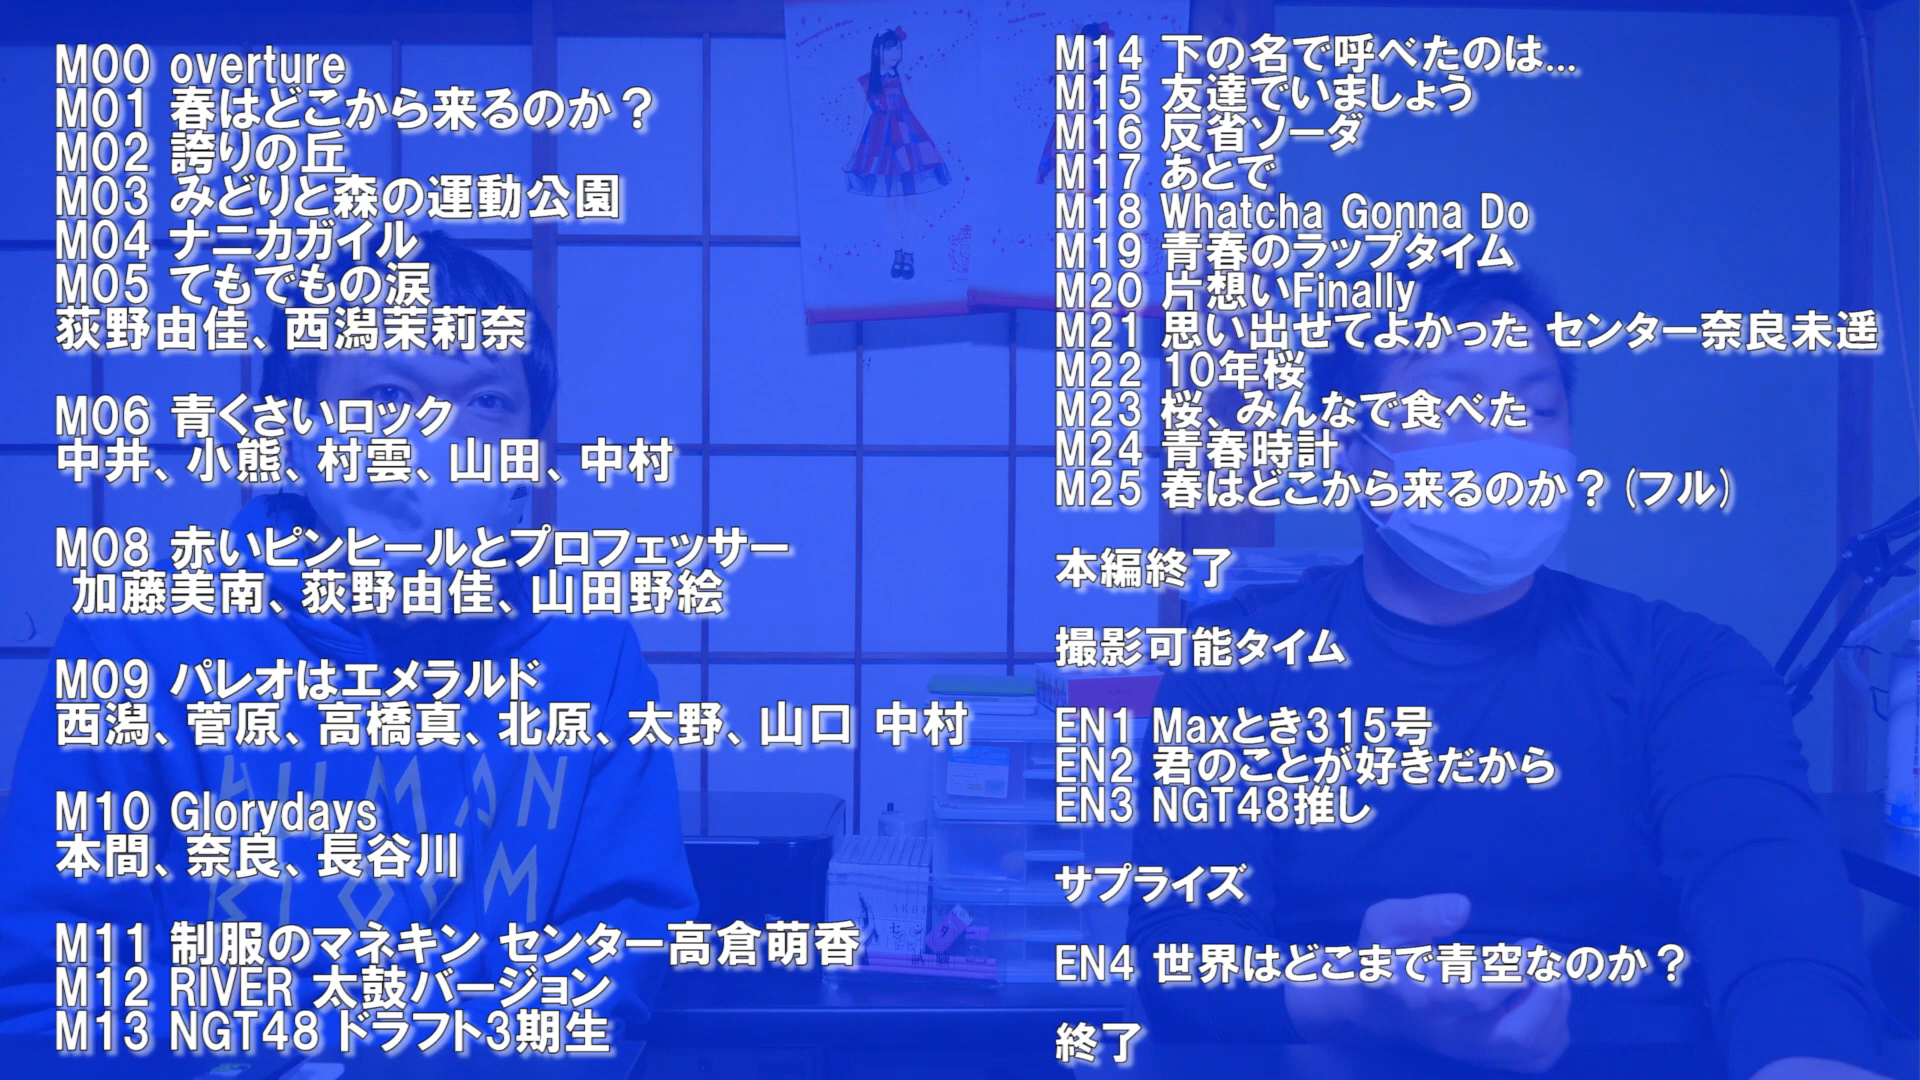 M00 overture
M01 春はどこから来るのか？
M02 誇りの丘
M03 みどりと森の運動公園
M04 ナニカガイル
M05 てもでもの涙
荻野由佳、西潟茉莉奈
M06 青くさいロック
中井、小熊、村雲、山田、中村
M08 赤いピンヒールとプロフェッサー
加藤美南、荻野由佳、山田野絵
M09 パレオはエメラルド
西潟、菅原、高橋真、北原、太野、山口 中村
M10 Glorydays
本間、奈良、長谷川
M11 制服のマネキン センター高倉萌香
M12 RIVER 太鼓バージョン
M13 NGT48 ドラフト3期生
M14 下の名で呼べたのは...
M15 友達でいましょう
M16 反省ソーダ
M17 あとで
M18 Whatcha Gonna Do
M19 青春のラップタイム
M20 片想いFinally
M21 思い出せてよかった センター奈良未遥
M22 10年桜
M23 桜、みんなで食べた
M24 青春時計
M25 春はどこから来るのか？(フル)
本編終了
撮影可能タイム
EN1 Maxとき315号
EN2 君のことが好きだから
EN3 NGT48推し
サプライズ
EN4 世界はどこまで青空なのか？
終了
HUMAN
BLOOM